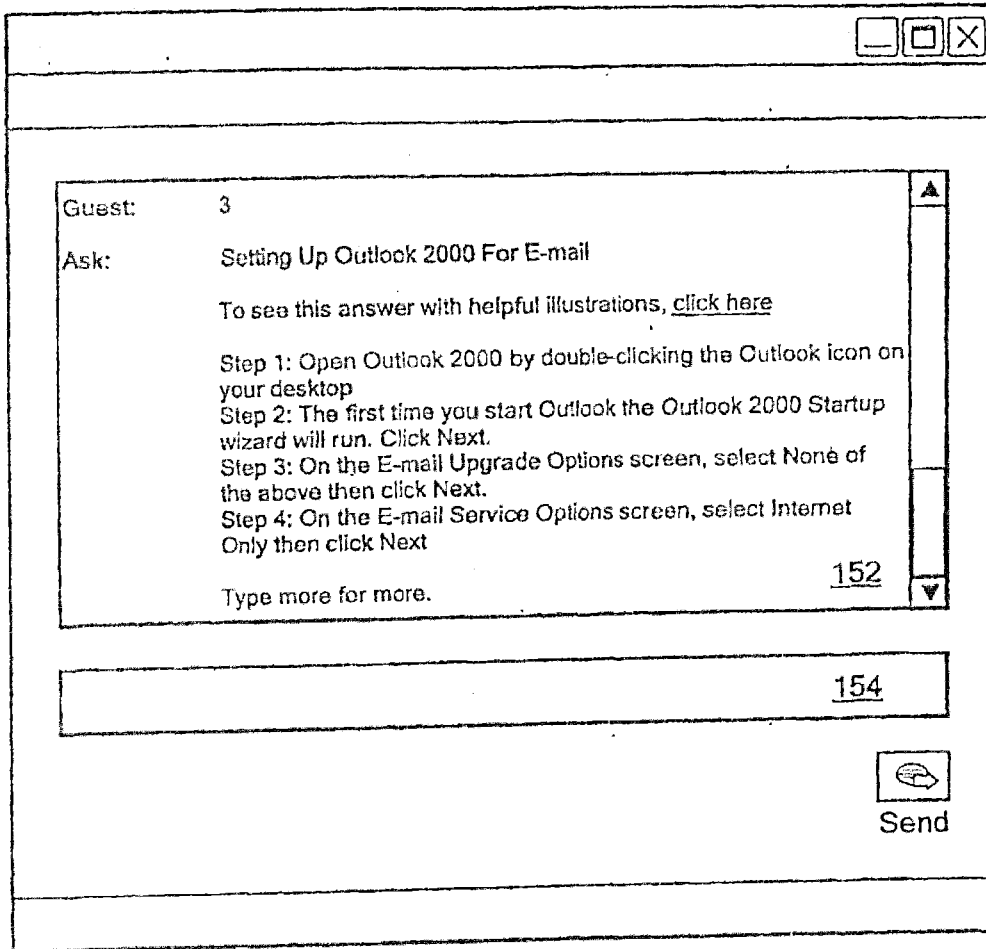 Guest: 3
Ask: Setting Up Outlook 2000 For E-mail
To see this answer with helpful illustrations, click here
Step 1: Open Outlook 2000 by double-clicking the Outlook icon on
your desktop
Step 2: The first time you start Outlook the Outlook 2000 Startup
wizard will run. Click Next.
Step 3: On the E-mail Upgrade Options screen, select None of
the above then click Next.
Step 4: On the E-mail Service Options screen, select Internet
Only then click Next
152
Type more for more.
154
Send